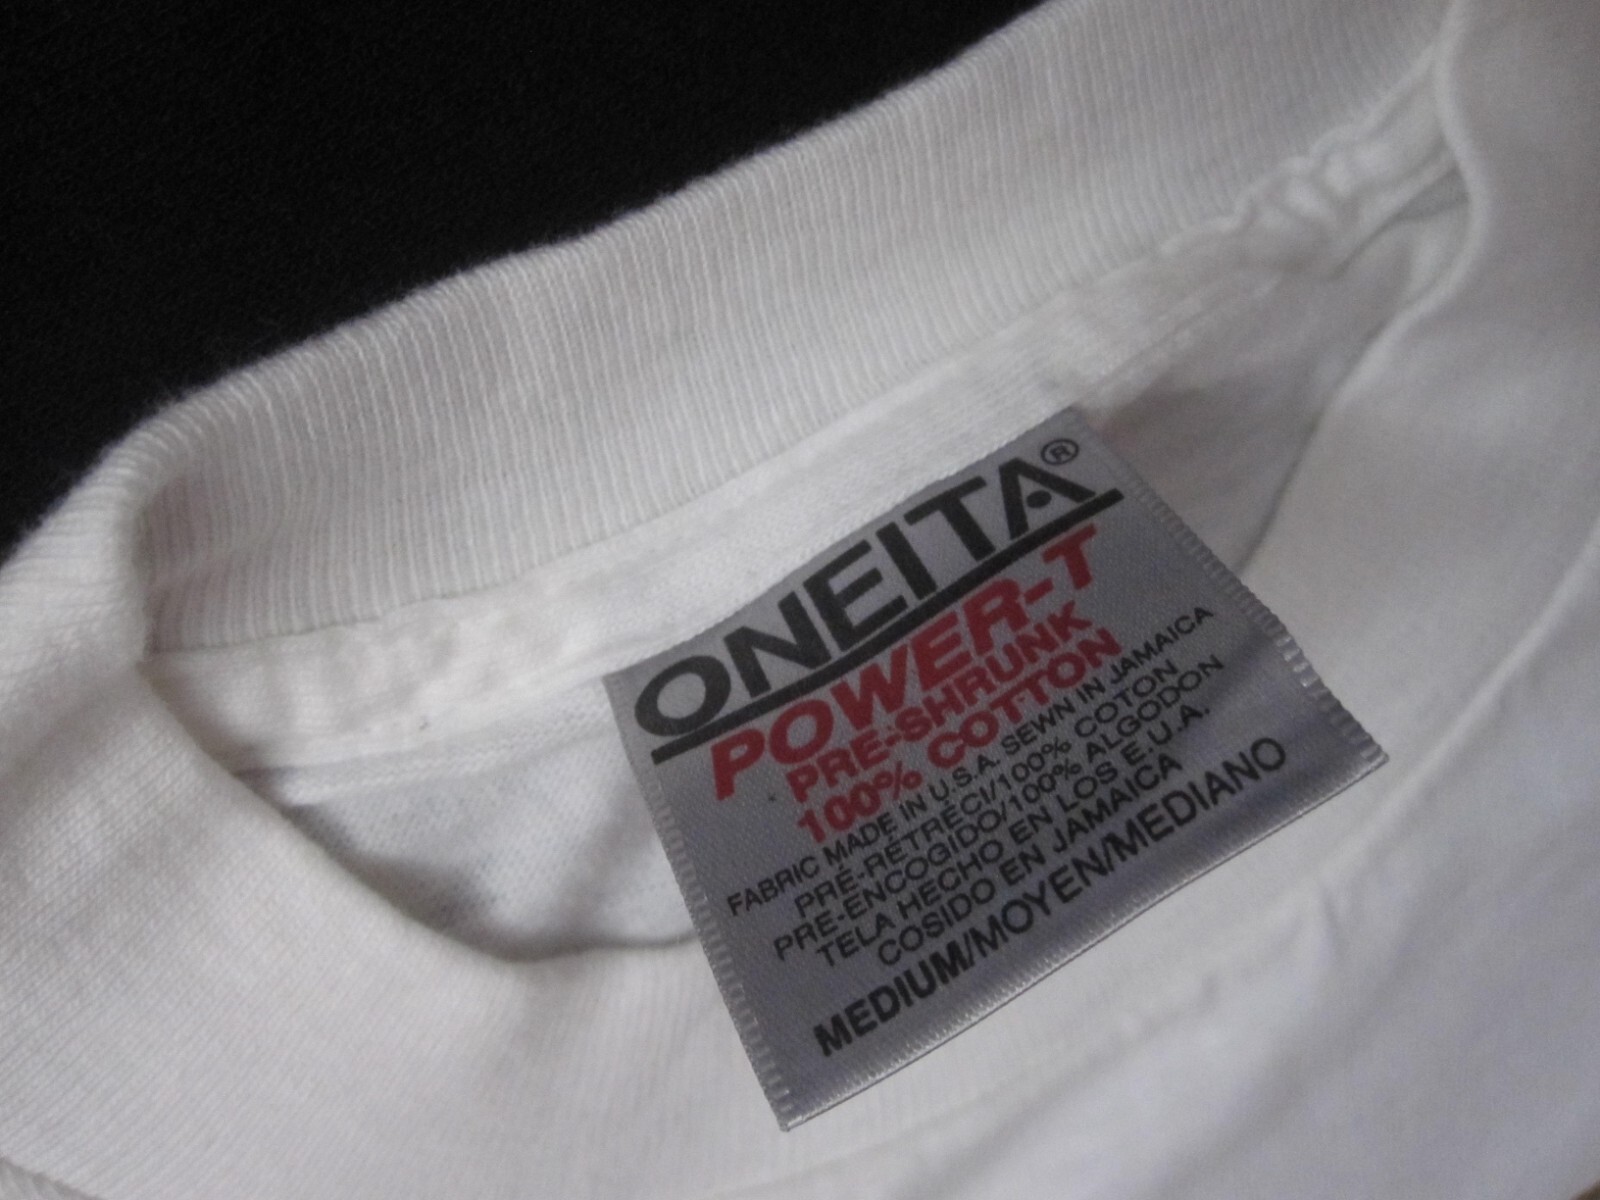 ONEITA®
POWER-T
PRE-SHRUNK
100% COTTON
FABRIC MADE IN U.S.A. SEWN IN JAMAICA
PRÉ-RÉTRÉCI/100% COTON
PRE-ENCOGIDO/100% ALGODON
TELA HECHO EN LOS E.U.A.
COSIDO EN JAMAICA
MEDIUM/MOYEN/MEDIANO